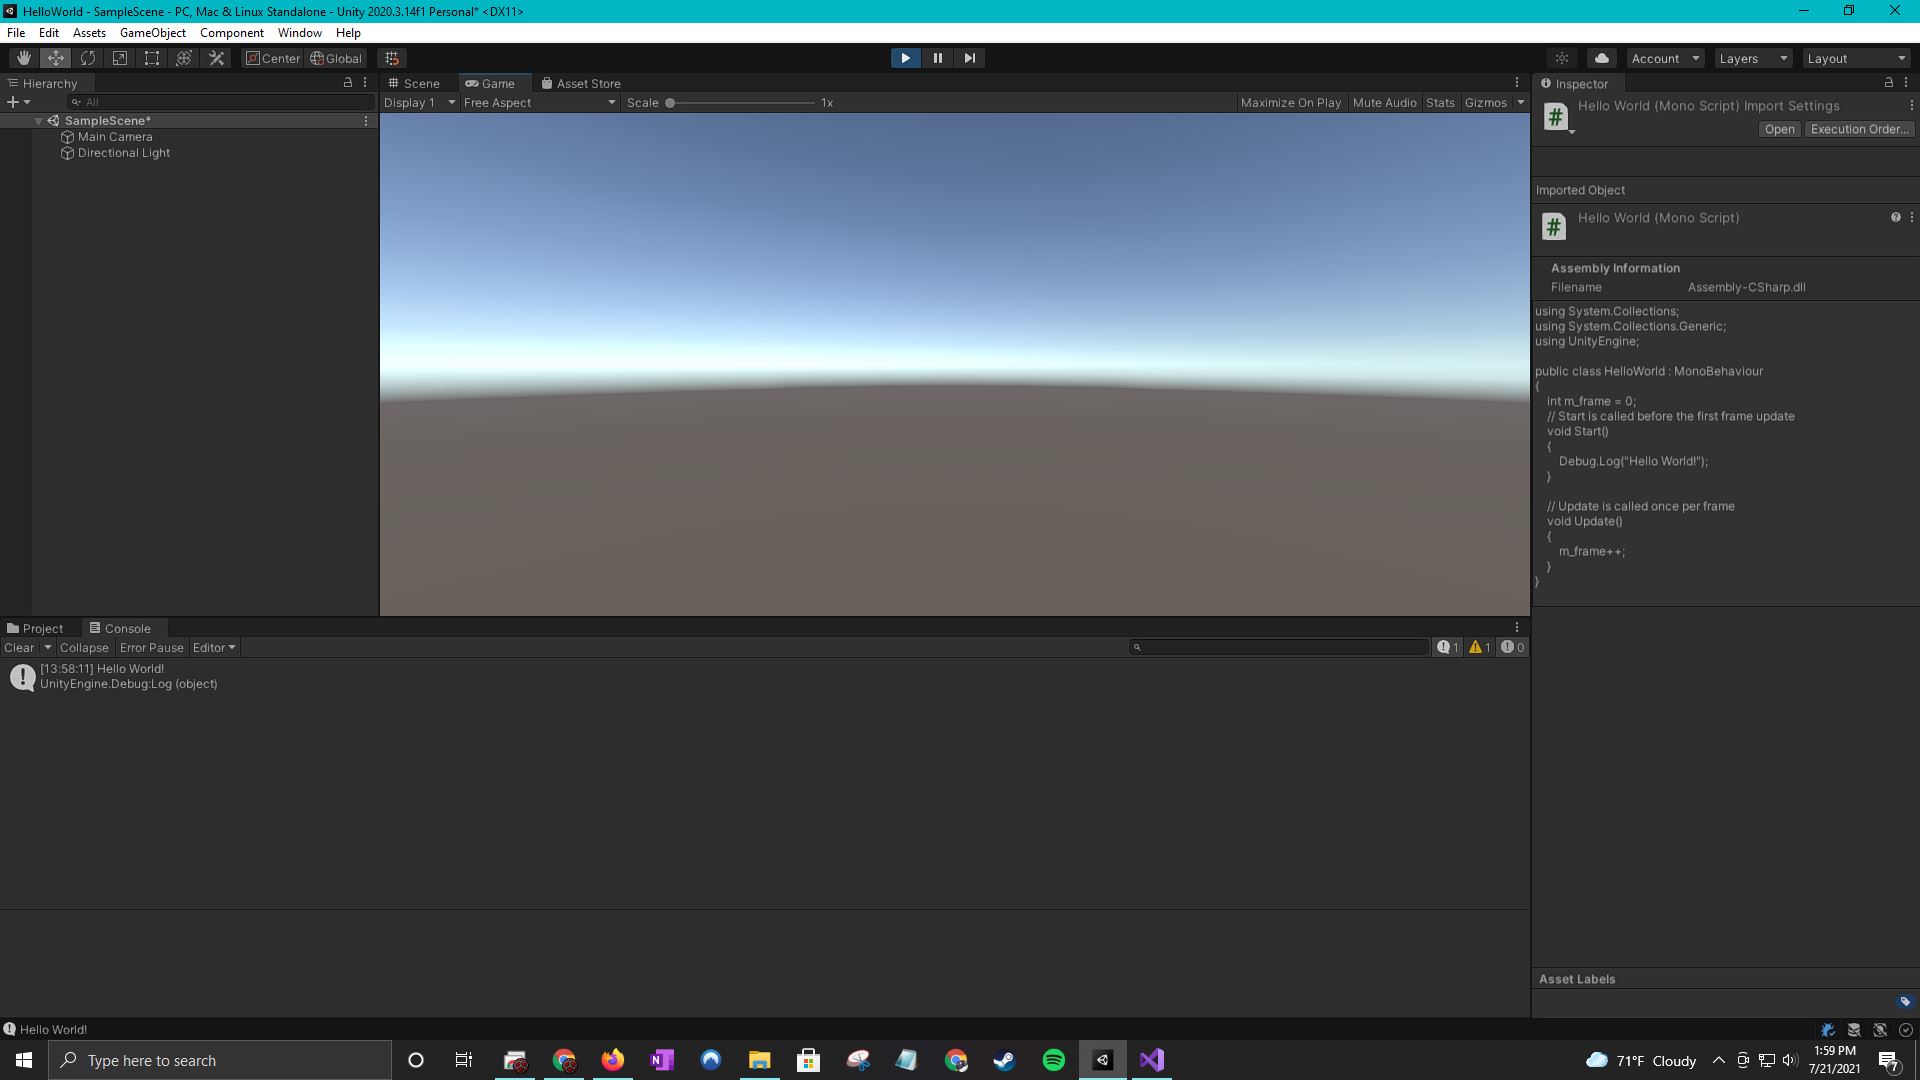 HelloWorld - SampleScene - PC, Mac & Linux Standalone - Unity 2020.3.14f1 Personal* <DX11>
File Edit Assets GameObject Component Window Help
Center Global
Account Layers Layout
Hierarchy
All
SampleScene*
Main Camera
Directional Light
Scene Game Asset Store
Display 1 Free Aspect Scale 1x Maximize On Play Mute Audio Stats Gizmos
Inspector
Hello World (Mono Script) Import Settings
Open Execution Order...
Imported Object
Hello World (Mono Script)
Assembly Information
Filename Assembly-CSharp.dll
using System.Collections;
using System.Collections.Generic;
using UnityEngine;
public class HelloWorld : MonoBehaviour
{
int m_frame = 0;
// Start is called before the first frame update
void Start()
{
Debug.Log("Hello World!");
}
// Update is called once per frame
void Update()
{
m_frame++;
}
}
Asset Labels
Project Console
Clear Collapse Error Pause Editor 1 1 0
[13:58:11] Hello World!
UnityEngine.Debug:Log (object)
Hello World!
Type here to search
71°F Cloudy
1:59 PM
7/21/2021
7